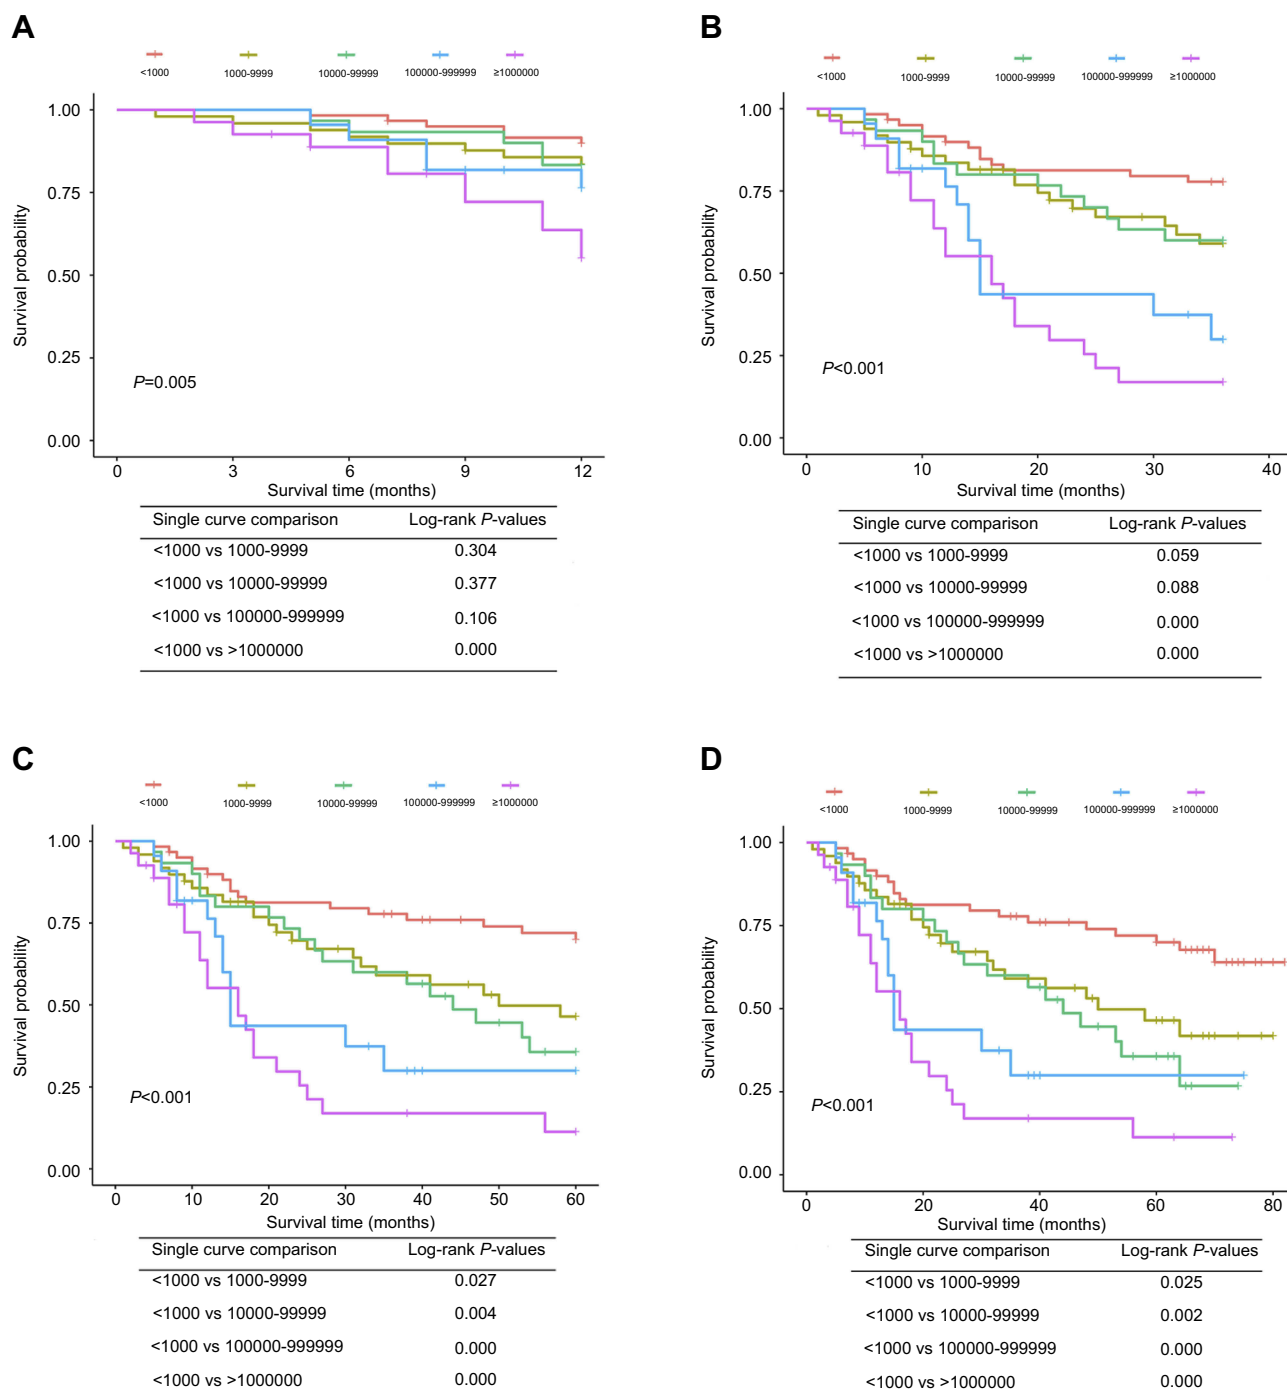 A
<1000 1000-9999 10000-99999 100000-999999 ≥1000000
1.00
0.75
0.50
0.25
0.00
Survival probability
P=0.005
0 3 6 9 12
Survival time (months)
Single curve comparison Log-rank P-values
<1000 vs 1000-9999 0.304
<1000 vs 10000-99999 0.377
<1000 vs 100000-999999 0.106
<1000 vs >1000000 0.000
B
<1000 1000-9999 10000-99999 100000-999999 ≥1000000
1.00
0.75
0.50
0.25
0.00
Survival probability
P<0.001
0 10 20 30 40
Survival time (months)
Single curve comparison Log-rank P-values
<1000 vs 1000-9999 0.059
<1000 vs 10000-99999 0.088
<1000 vs 100000-999999 0.000
<1000 vs >1000000 0.000
C
<1000 1000-9999 10000-99999 100000-999999 ≥1000000
1.00
0.75
0.50
0.25
0.00
Survival probability
P<0.001
0 10 20 30 40 50 60
Survival time (months)
Single curve comparison Log-rank P-values
<1000 vs 1000-9999 0.027
<1000 vs 10000-99999 0.004
<1000 vs 100000-999999 0.000
<1000 vs >1000000 0.000
D
<1000 1000-9999 10000-99999 100000-999999 ≥1000000
1.00
0.75
0.50
0.25
0.00
Survival probability
P<0.001
0 20 40 60 80
Survival time (months)
Single curve comparison Log-rank P-values
<1000 vs 1000-9999 0.025
<1000 vs 10000-99999 0.002
<1000 vs 100000-999999 0.000
<1000 vs >1000000 0.000